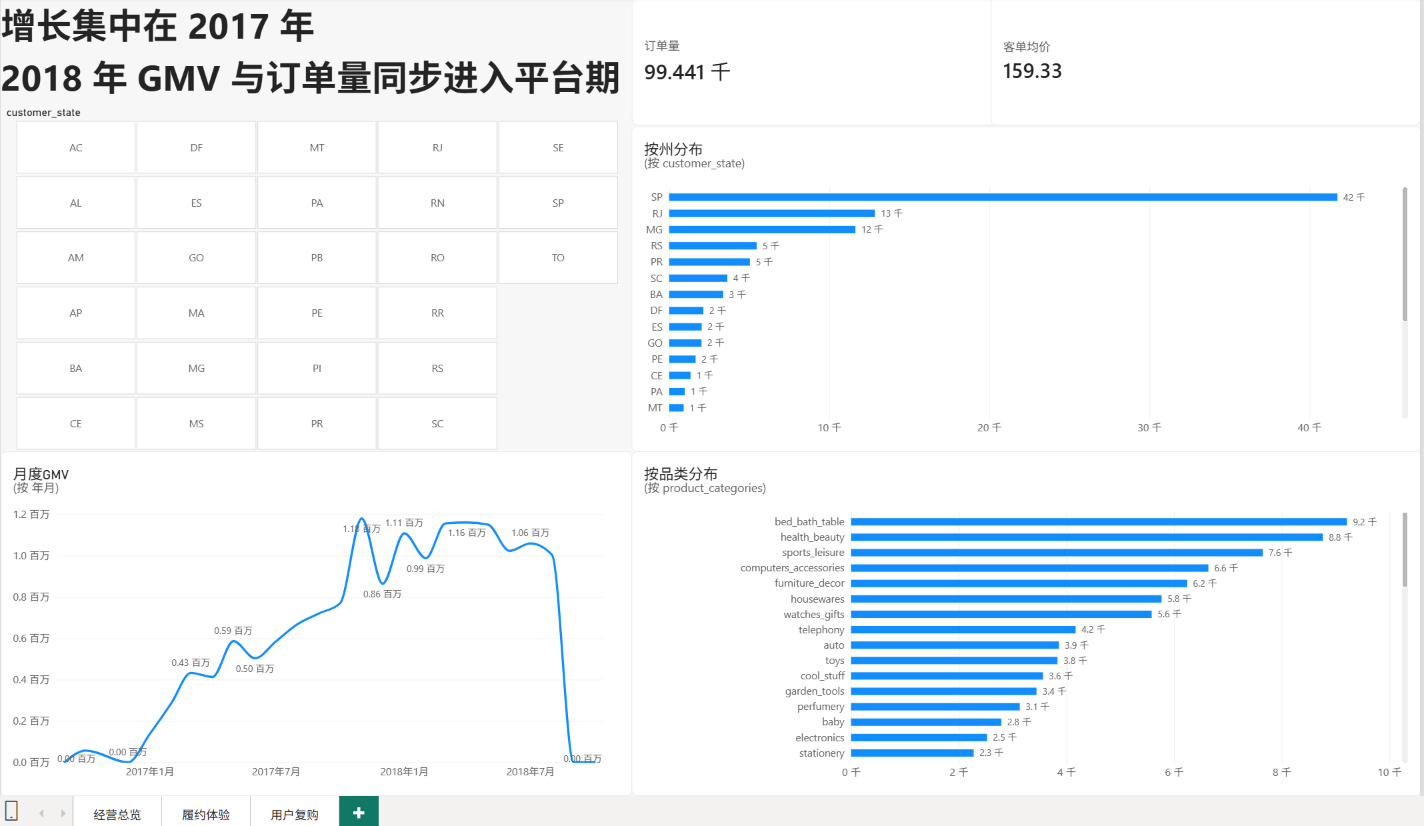 增长集中在 2017 年
2018 年 GMV 与订单量同步进入平台期
订单量
99.441 千
客单均价
159.33
customer_state
AC DF MT RJ SE
AL ES PA RN SP
AM GO PB RO TO
AP MA PE RR
BA MG PI RS
CE MS PR SC
按州分布
(按 customer_state)
SP 42 千
RJ 13 千
MG 12 千
RS 5 千
PR 5 千
SC 4 千
BA 3 千
DF 2 千
ES 2 千
GO 2 千
PE 2 千
CE 1 千
PA 1 千
MT 1 千
0 千 10 千 20 千 30 千 40 千
月度GMV
(按 年月)
1.2 百万
1.0 百万
0.8 百万
0.6 百万
0.4 百万
0.2 百万
0.0 百万
0.00 百万
0.00 百万
0.43 百万
0.59 百万
0.50 百万
1.18 百万
0.86 百万
1.11 百万
0.99 百万
1.16 百万
1.06 百万
0.00 百万
2017年1月 2017年7月 2018年1月 2018年7月
按品类分布
(按 product_categories)
bed_bath_table 9.2 千
health_beauty 8.8 千
sports_leisure 7.6 千
computers_accessories 6.6 千
furniture_decor 6.2 千
housewares 5.8 千
watches_gifts 5.6 千
telephony 4.2 千
auto 3.9 千
toys 3.8 千
cool_stuff 3.6 千
garden_tools 3.4 千
perfumery 3.1 千
baby 2.8 千
electronics 2.5 千
stationery 2.3 千
0 千 2 千 4 千 6 千 8 千 10 千
经营总览 履约体验 用户复购